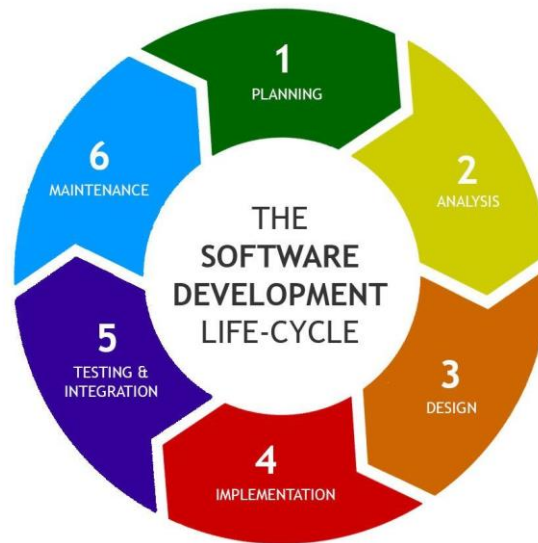 1
PLANNING
2
ANALYSIS
3
DESIGN
4
IMPLEMENTATION
5
TESTING &
INTEGRATION
6
MAINTENANCE
THE
SOFTWARE
DEVELOPMENT
LIFE-CYCLE